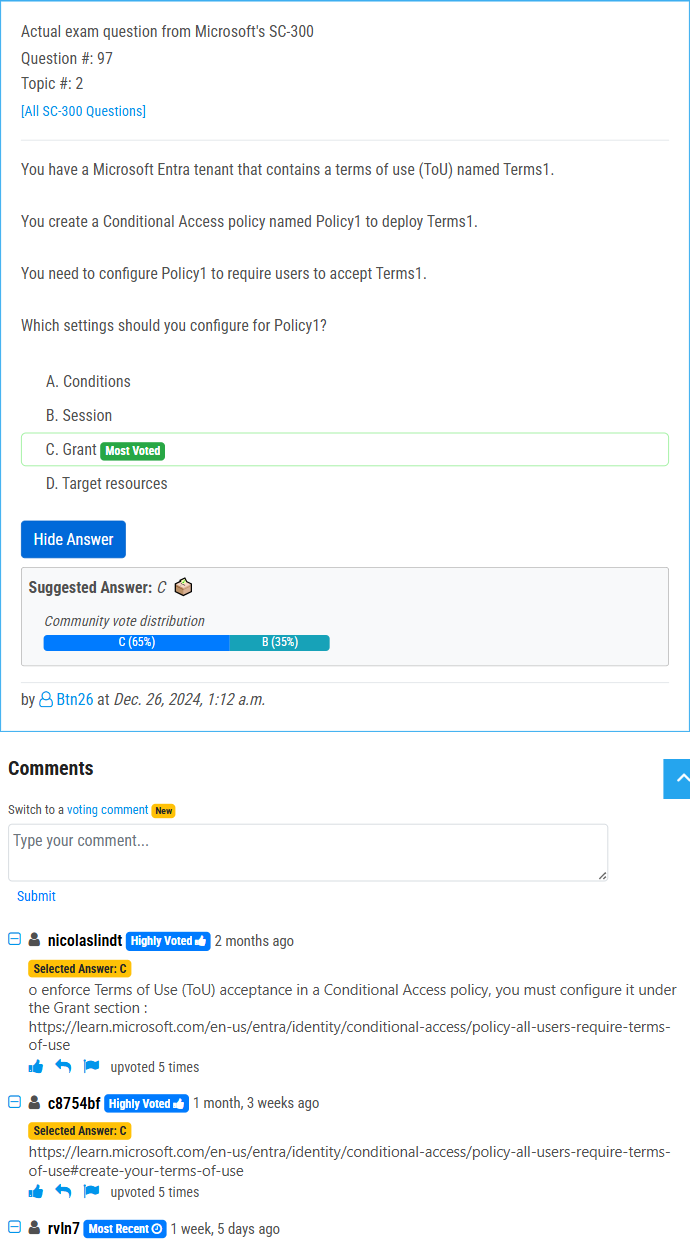 Actual exam question from Microsoft's SC-300
Question #: 97
Topic #: 2
[All SC-300 Questions]
You have a Microsoft Entra tenant that contains a terms of use (ToU) named Terms1.
You create a Conditional Access policy named Policy1 to deploy Terms1.
You need to configure Policy1 to require users to accept Terms1.
Which settings should you configure for Policy1?
A. Conditions
B. Session
C. Grant Most Voted
D. Target resources
Hide Answer
Suggested Answer: C
Community vote distribution
C (65%) B (35%)
by Btn26 at Dec. 26, 2024, 1:12 a.m.
Comments
Switch to a voting comment New
Type your comment...
Submit
nicolaslindt Highly Voted 2 months ago
Selected Answer: C
o enforce Terms of Use (ToU) acceptance in a Conditional Access policy, you must configure it under
the Grant section :
https://learn.microsoft.com/en-us/entra/identity/conditional-access/policy-all-users-require-terms-
of-use
upvoted 5 times
c8754bf Highly Voted 1 month, 3 weeks ago
Selected Answer: C
https://learn.microsoft.com/en-us/entra/identity/conditional-access/policy-all-users-require-terms-
of-use#create-your-terms-of-use
upvoted 5 times
rvln7 Most Recent 1 week, 5 days ago